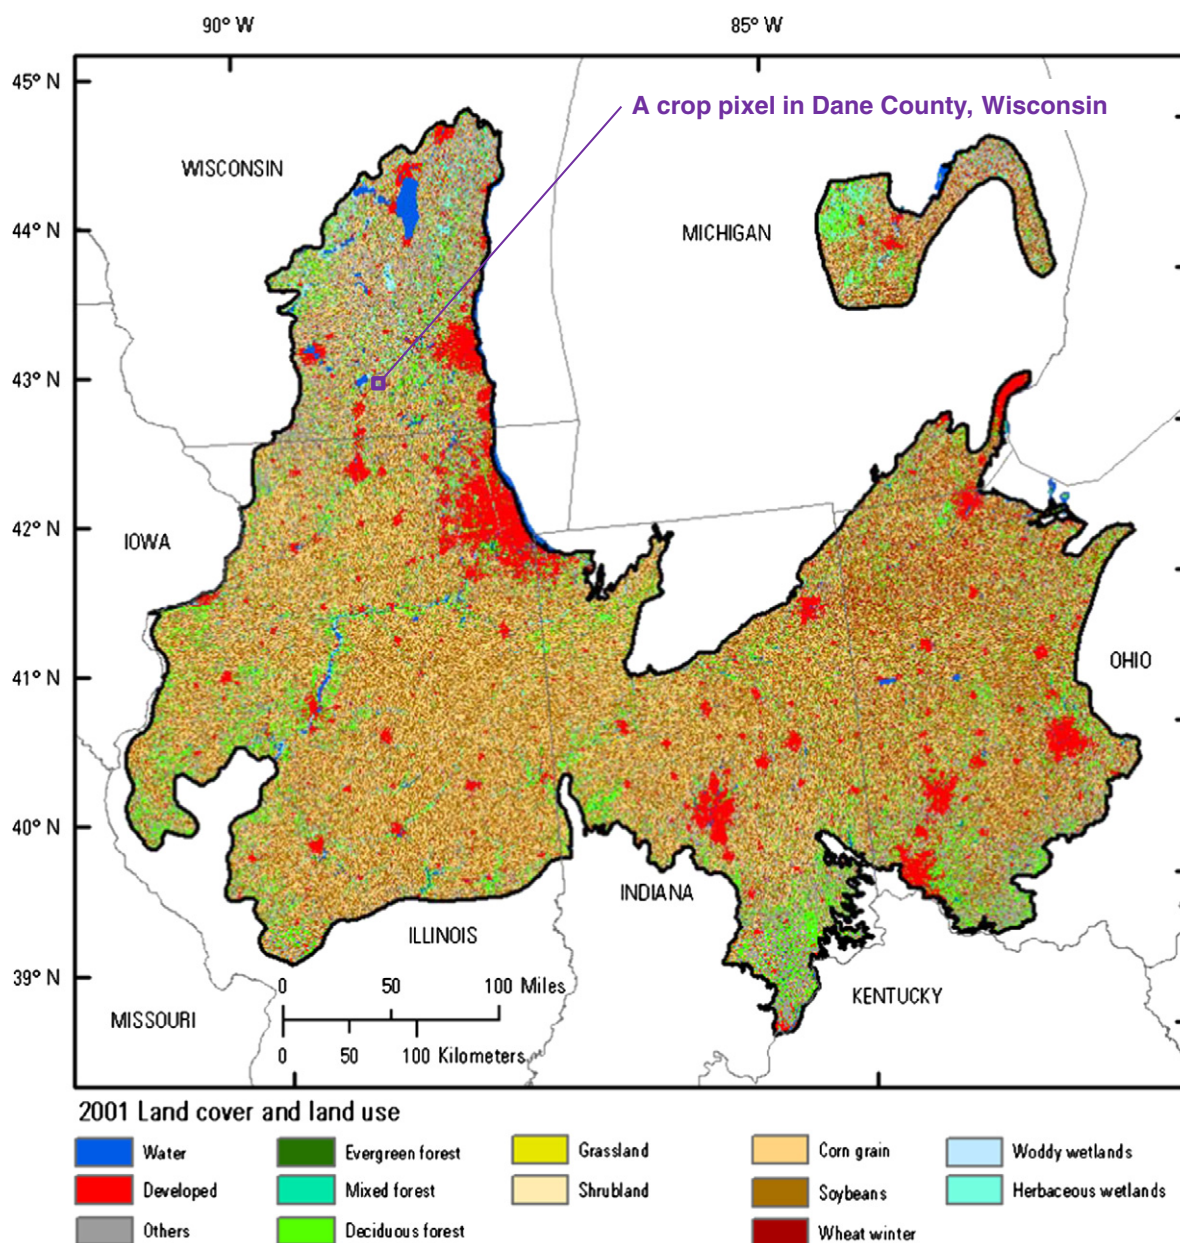 90° W
85° W
45° N
A crop pixel in Dane County, Wisconsin
WISCONSIN
44° N
MICHIGAN
43° N
42° N
IOWA
41° N
OHIO
40° N
INDIANA
ILLINOIS
39° N
KENTUCKY
MISSOURI
0 50 100 Miles
0 50 100 Kilometers
2001 Land cover and land use
Water
Evergreen forest
Grassland
Corn grain
Woddy wetlands
Developed
Mixed forest
Shrubland
Soybeans
Herbaceous wetlands
Others
Deciduous forest
Wheat winter